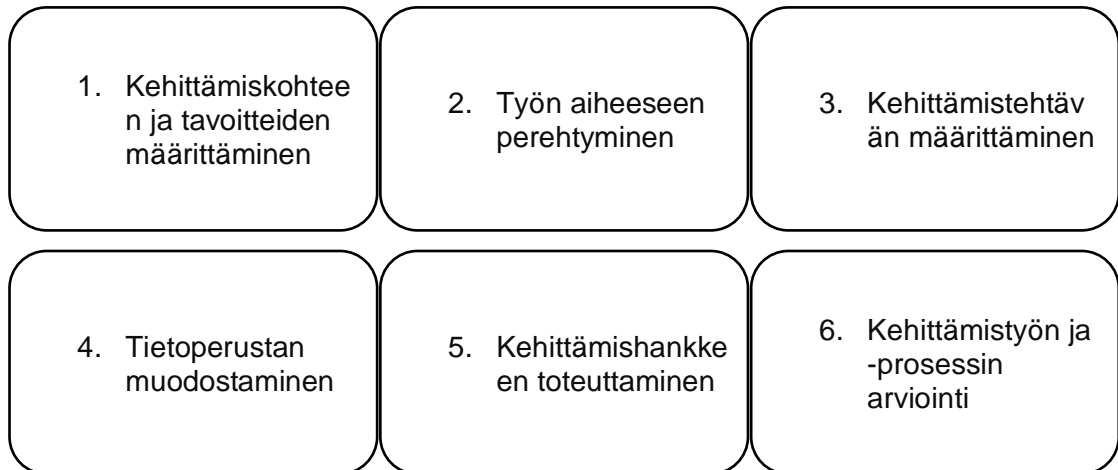 1. Kehittämiskohtee
n ja tavoitteiden
määrittäminen
2. Työn aiheeseen
perehtyminen
3. Kehittämistehtäv
än määrittäminen
4. Tietoperustan
muodostaminen
5. Kehittämishankke
en toteuttaminen
6. Kehittämistyön ja
-prosessin
arviointi